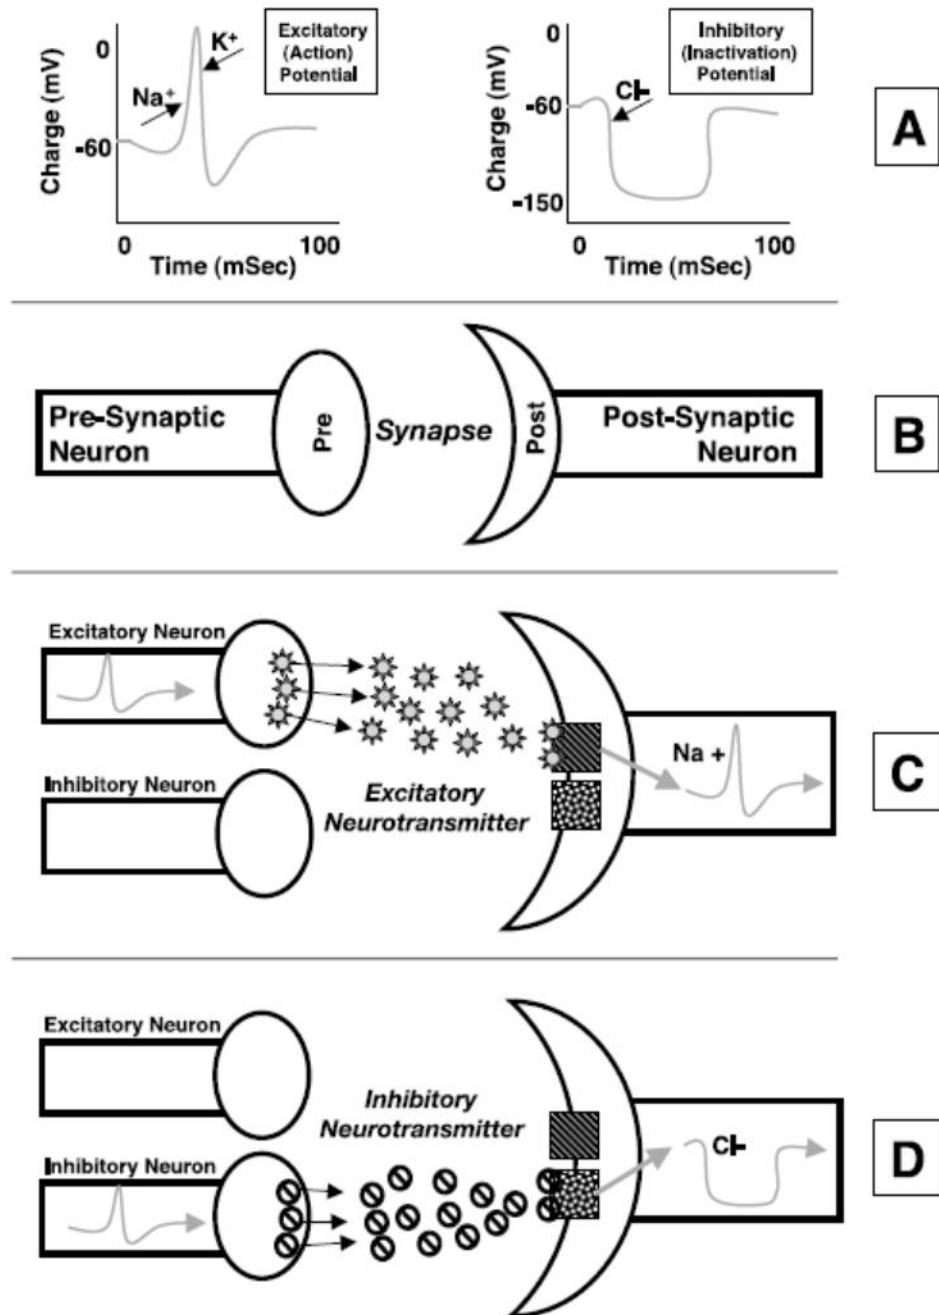 Excitatory
(Action)
Potential
K+
Na+
0
-60
Charge (mV)
0
100
Time (mSec)
Inhibitory
(Inactivation)
Potential
Cl-
0
-60
-150
Charge (mV)
0
100
Time (mSec)
A
Pre-Synaptic
Neuron
Pre
Synapse
Post
Post-Synaptic
Neuron
B
Excitatory Neuron
Inhibitory Neuron
Excitatory
Neurotransmitter
Na +
C
Excitatory Neuron
Inhibitory
Neurotransmitter
Inhibitory Neuron
Cl-
D